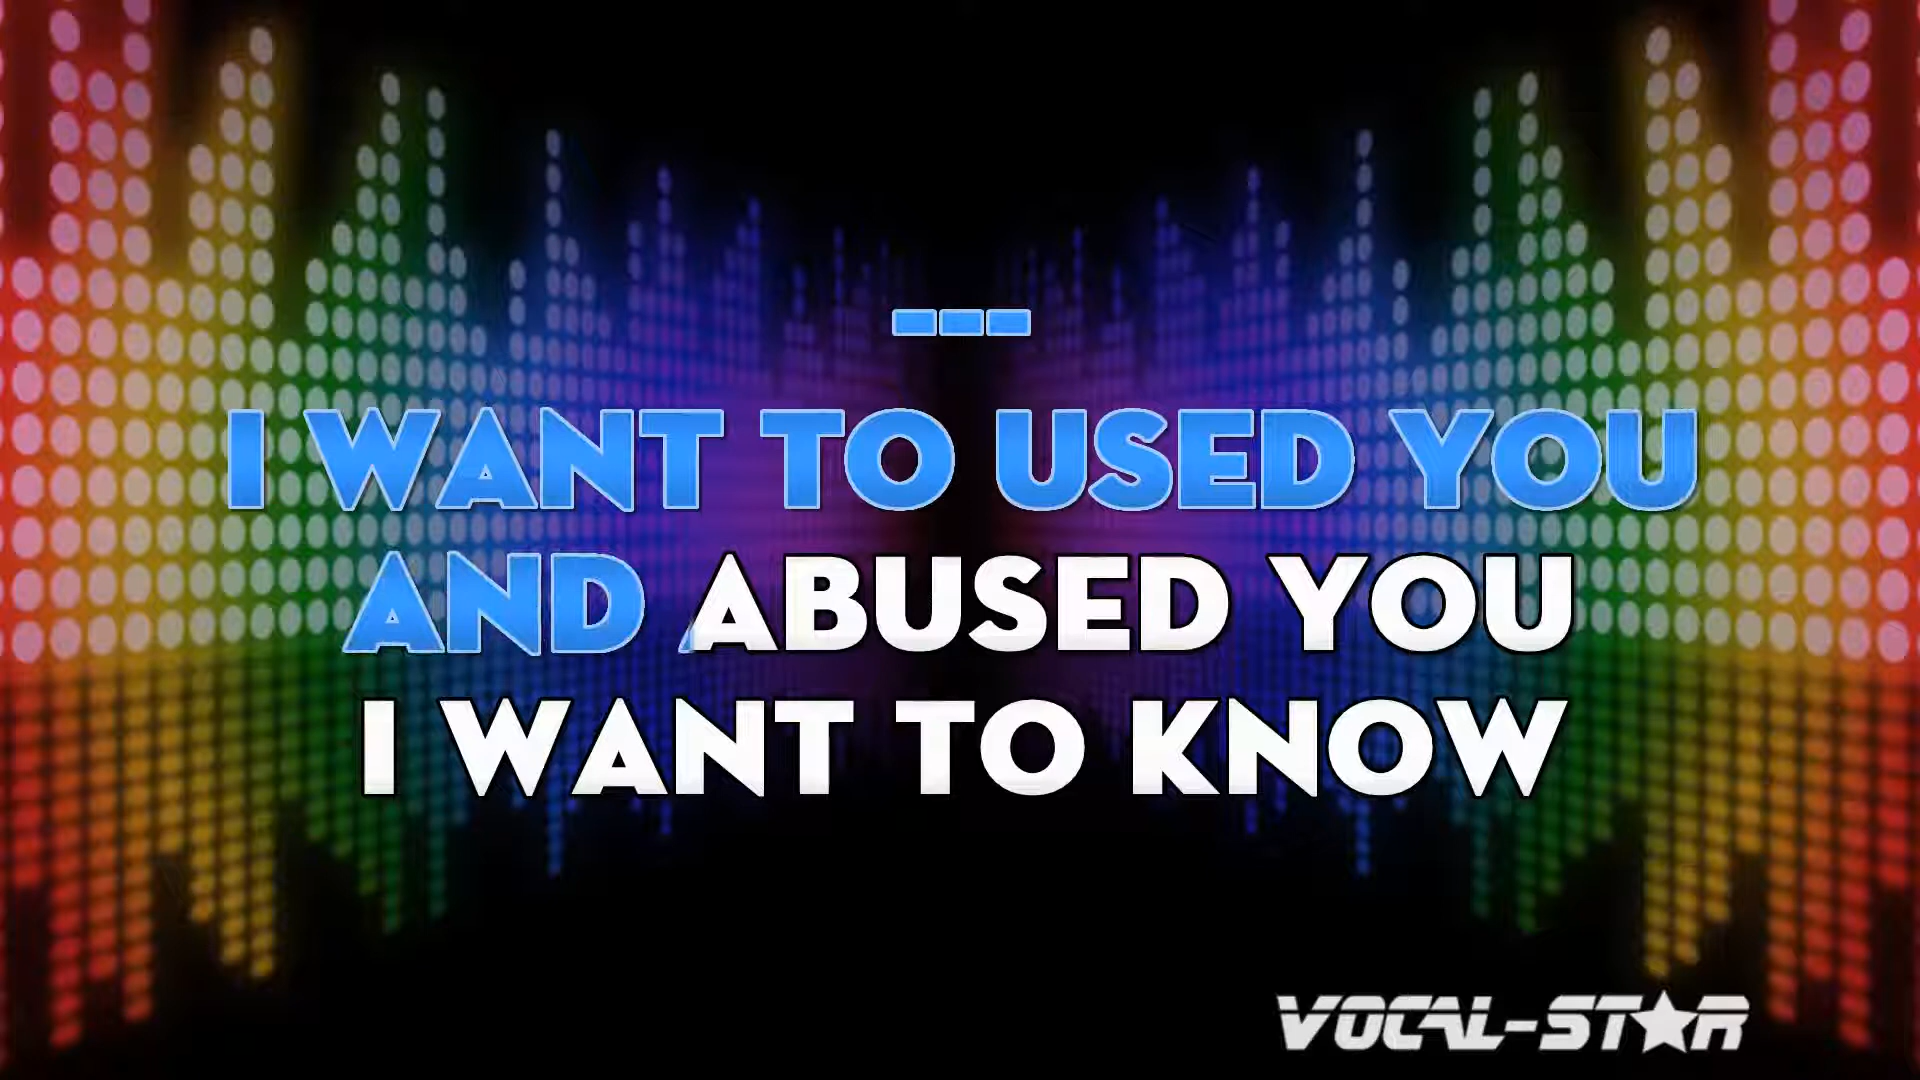 ---
I WANT TO USED YOU
AND ABUSED YOU
I WANT TO KNOW
VOCAL-STAR